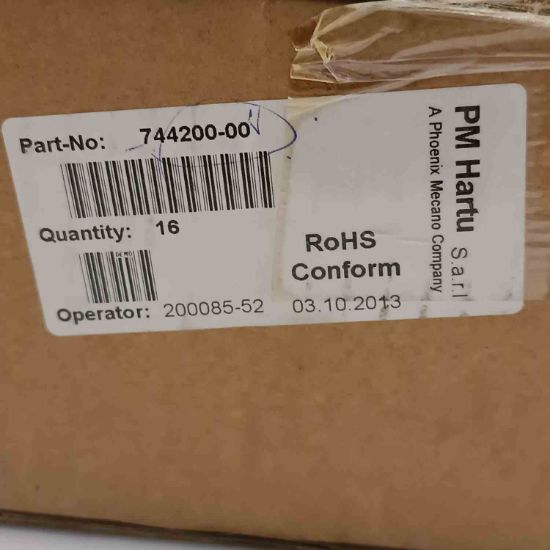 Part-No: 744200-00
Quantity: 16
DEMO
Operator: 200085-52
RoHS
Conform
03.10.2013
PM Hartu S.a.r.l
A Phoenix Mecano Company